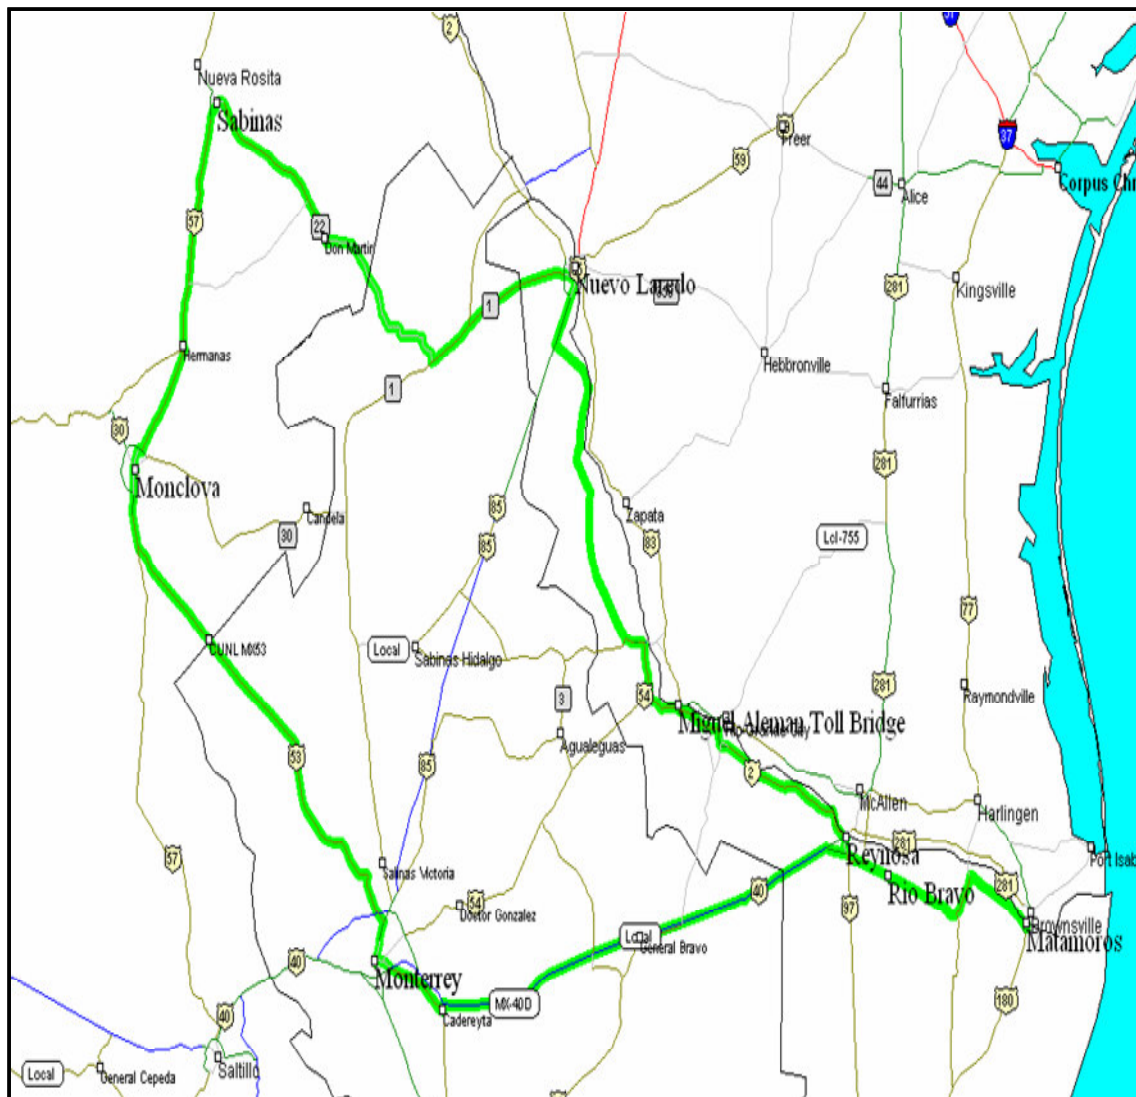 37
2
Nueva Rosita
Sabinas
Freer
59
37
Corpus Chr
44
Alice
57
22
Don Martin
Nuevo Laredo
1
281
Kingsville
Hermanas
1
Hebbronville
Falfurrias
30
Monclova
281
85
Zapata
Candela
30
85
83
Lcl-755
77
CUNL MX53
Local
Sabinas Hidalgo
281
Raymondville
3
54
Miguel Aleman Toll Bridge
Rio Grande City
Agualeguas
53
85
2
McAllen
Harlingen
57
Reynosa
281
Port Isab
Salinas Victoria
40
Rio Bravo
281
54
Doctor Gonzalez
97
Brownsville
Local
General Bravo
Matamoros
40
Monterrey
MX-40D
Cadereyta
180
40
Saltillo
Local
General Cepeda